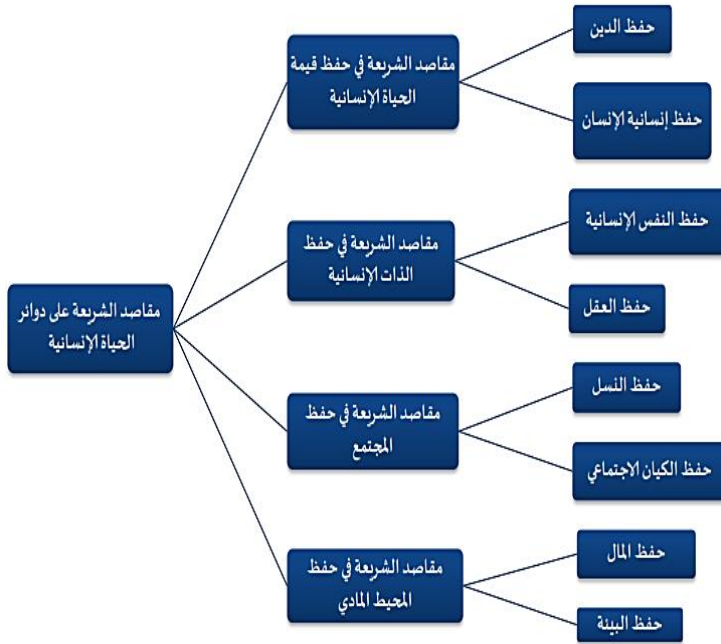 مقاصد الشريعة على دوائر
الحياة الإنسانية
مقاصد الشريعة في حفظ قيمة
الحياة الإنسانية
حفظ الدين
حفظ إنسانية الإنسان
مقاصد الشريعة في حفظ
الذات الإنسانية
حفظ النفس الإنسانية
حفظ العقل
مقاصد الشريعة في حفظ
المجتمع
حفظ النسل
حفظ الكيان الاجتماعي
مقاصد الشريعة في حفظ
المحيط المادي
حفظ المال
حفظ البيئة